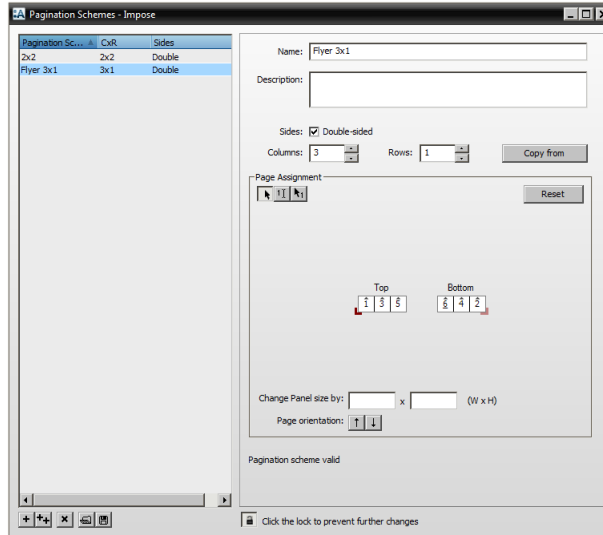 Pagination Schemes - Impose
Pagination Sc... CxR Sides
2x2 2x2 Double
Flyer 3x1 3x1 Double
Name: Flyer 3x1
Description:
Sides: Double-sided
Columns: 3 Rows: 1 Copy from
Page Assignment
Reset
Top Bottom
1 3 5 6 4 2
Change Panel size by: x (W x H)
Page orientation:
Pagination scheme valid
Click the lock to prevent further changes